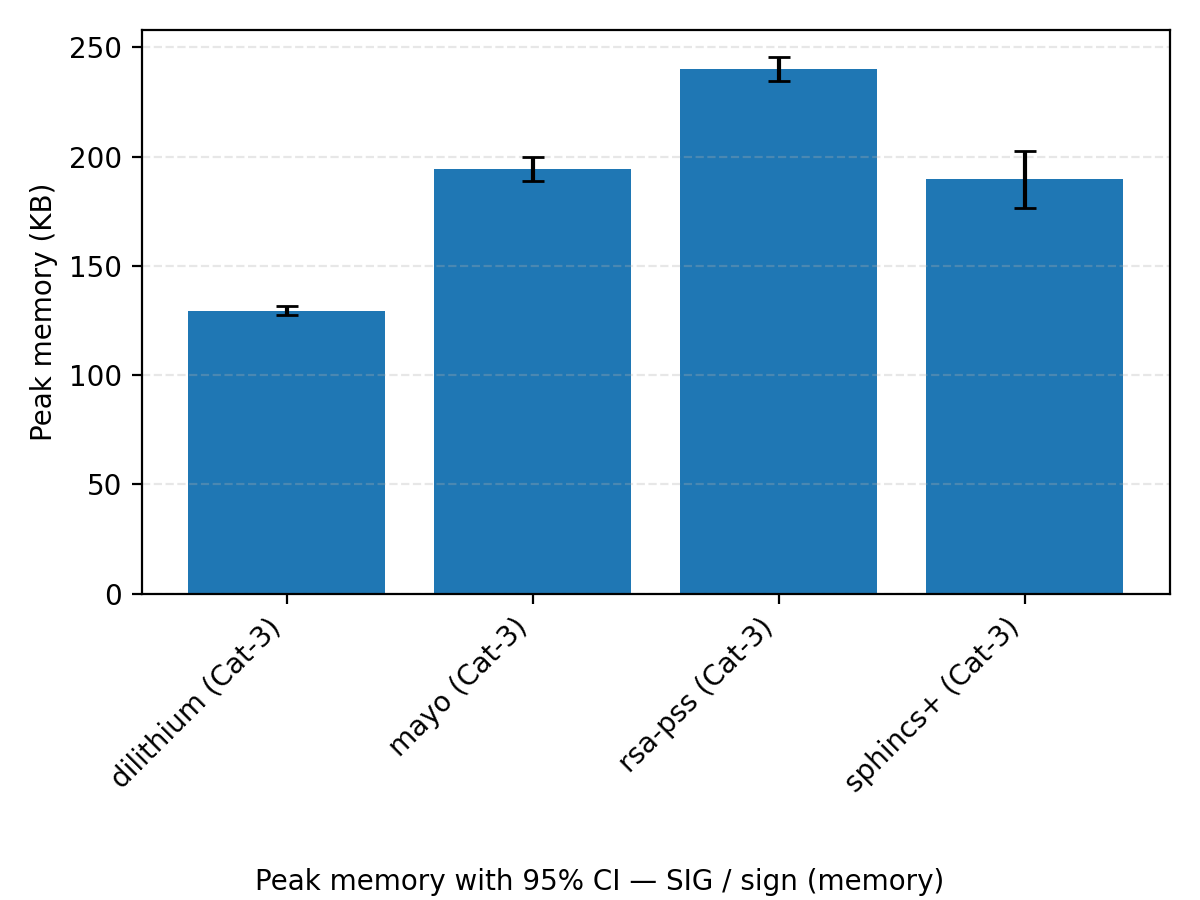 250
200
150
100
50
0
Peak memory (KB)
dilithium (Cat-3)
mayo (Cat-3)
rsa-pss (Cat-3)
sphincs+ (Cat-3)
Peak memory with 95% CI — SIG / sign (memory)